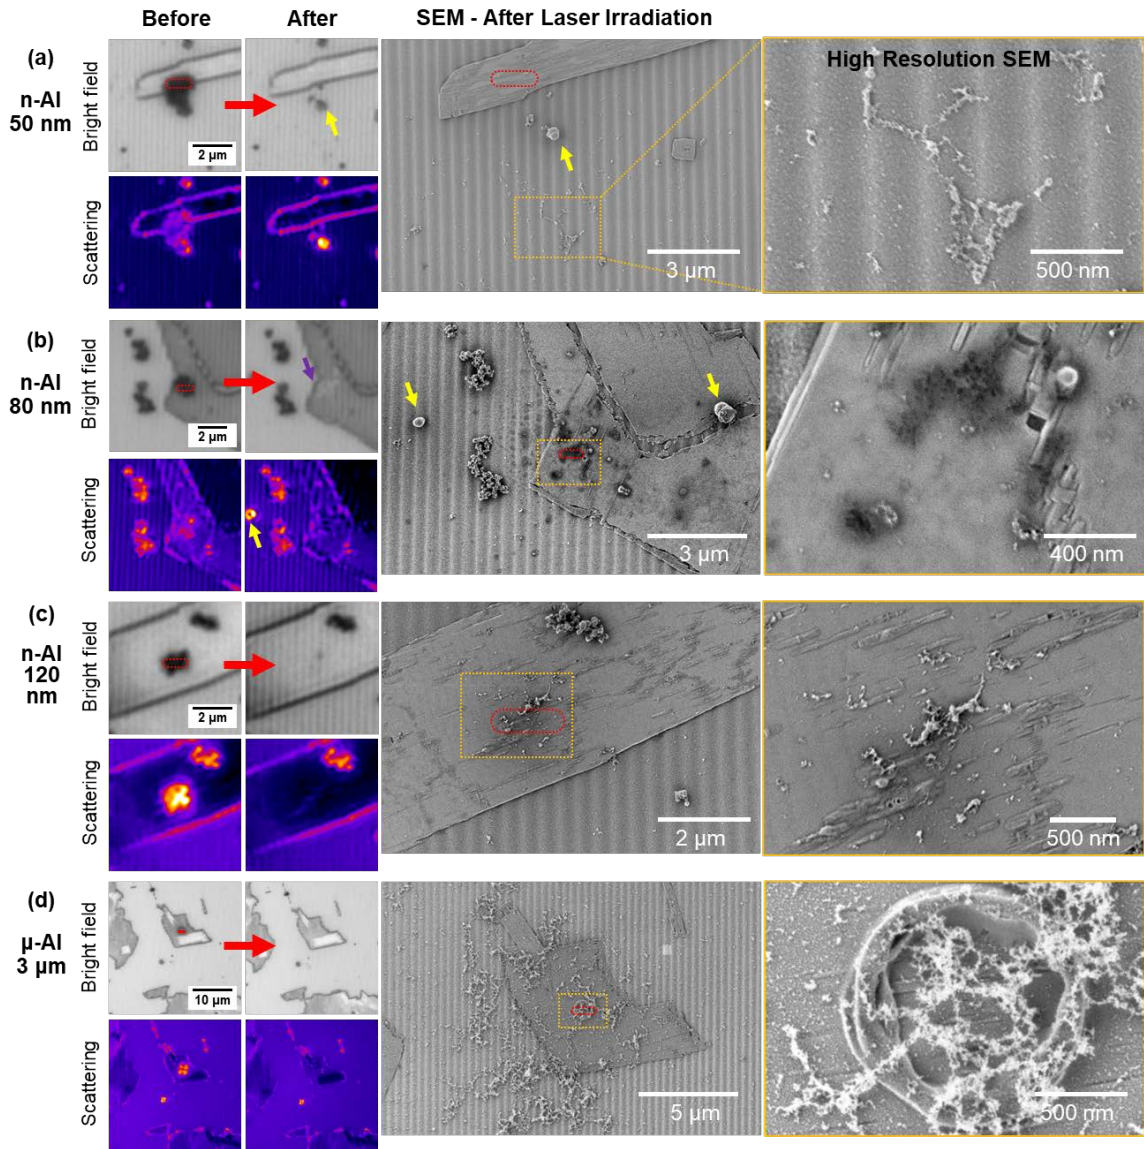 Before
After
SEM - After Laser Irradiation
(a)
n-Al
50 nm
Bright field
2 µm
Scattering
3 µm
High Resolution SEM
500 nm
(b)
n-Al
80 nm
Bright field
2 µm
Scattering
3 µm
400 nm
(c)
n-Al
120
nm
Bright field
2 µm
Scattering
2 µm
500 nm
(d)
µ-Al
3 µm
Bright field
10 µm
Scattering
5 µm
500 nm